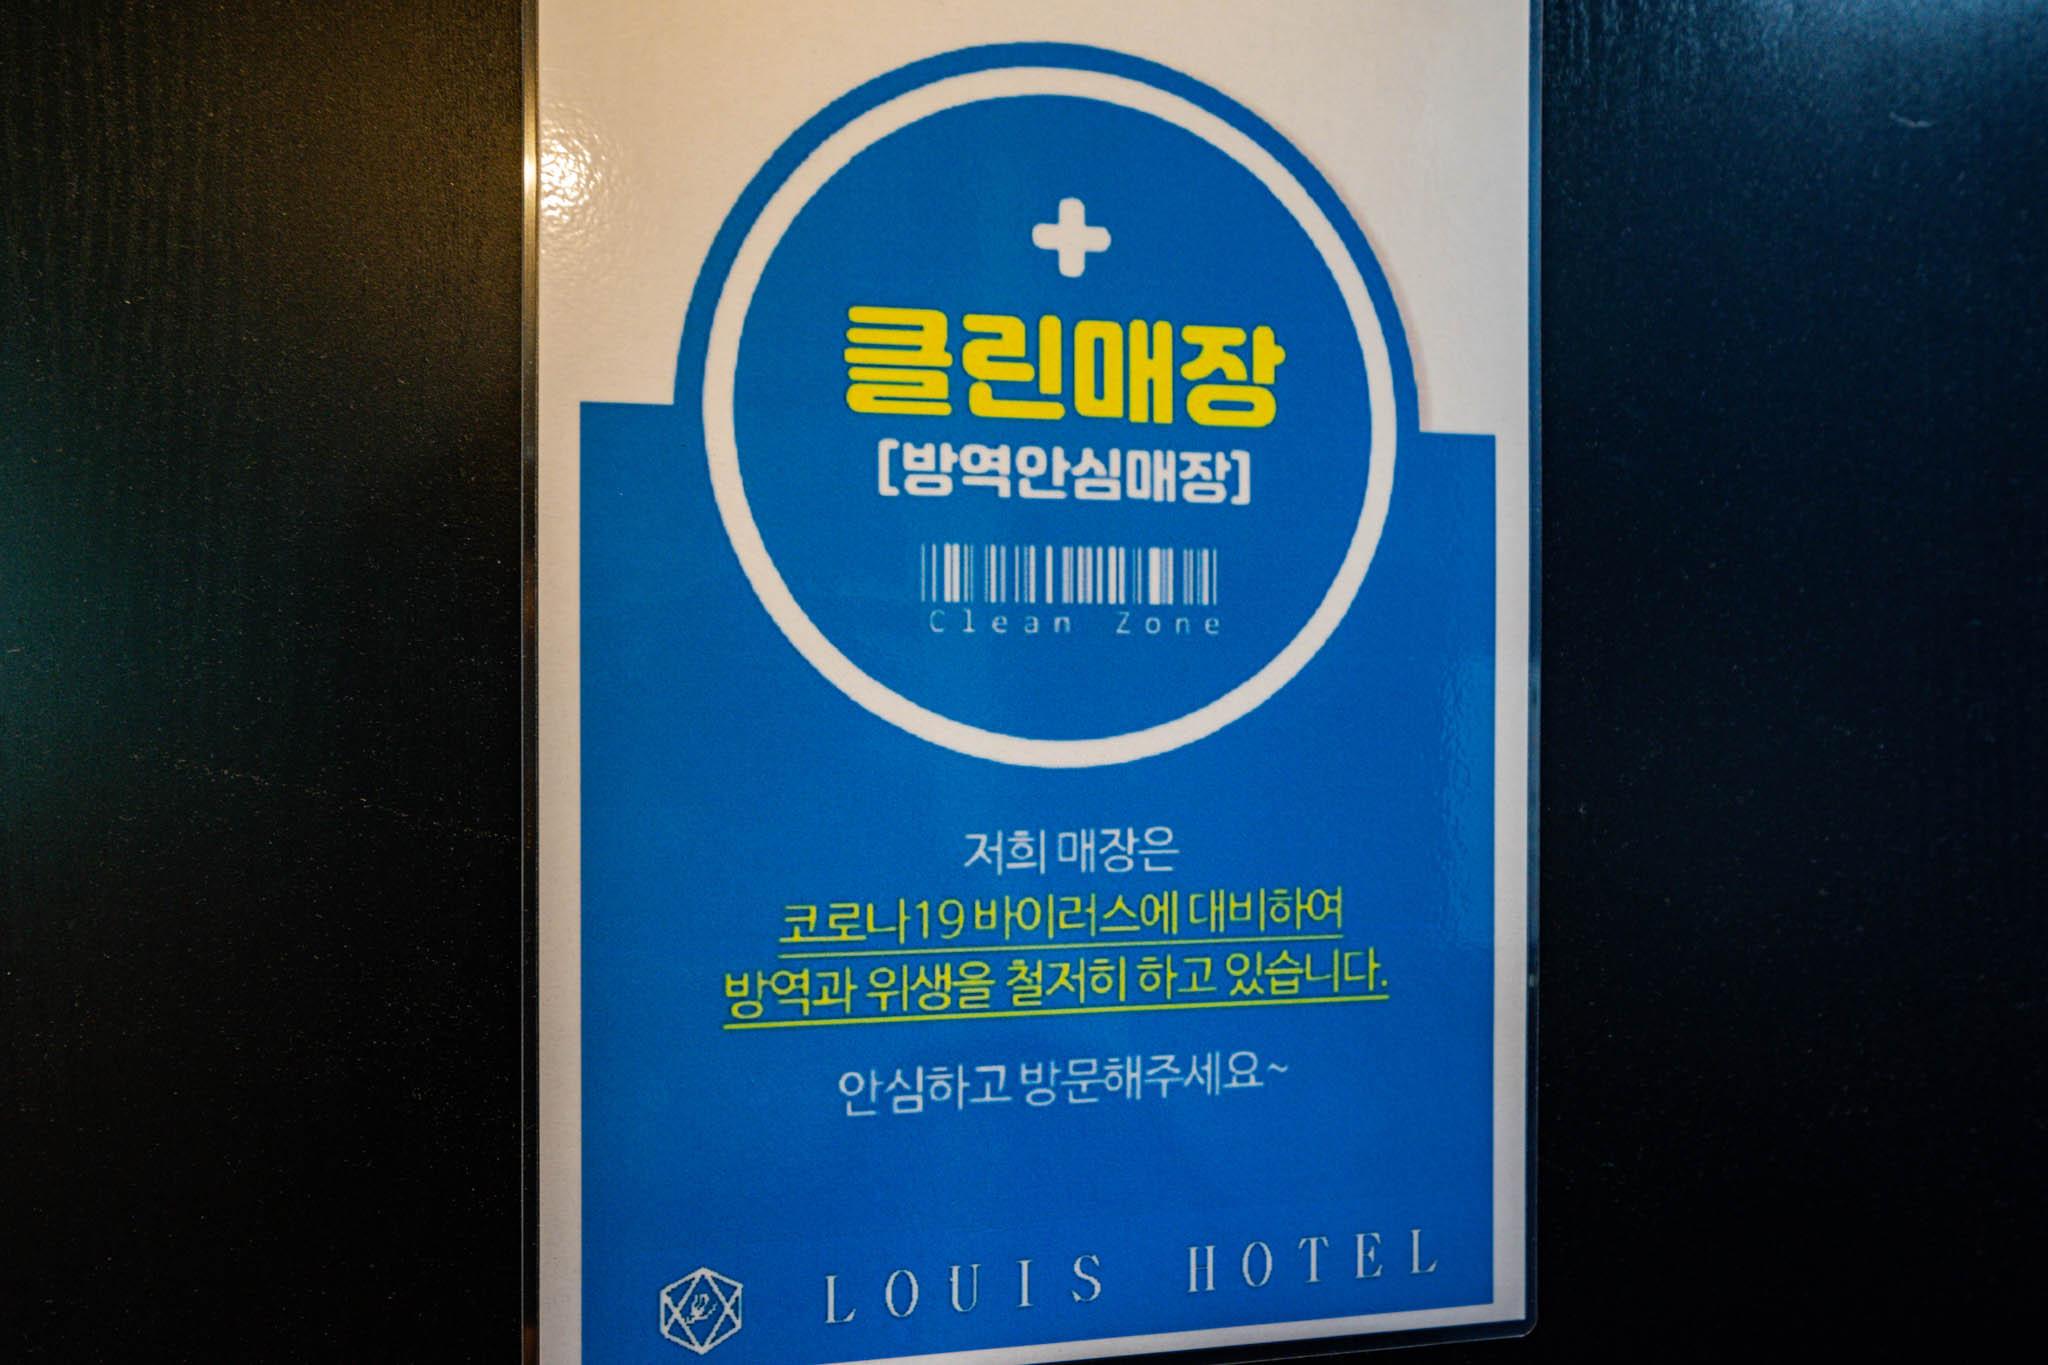 클린매장
[방역안심매장]
Clean Zone
저희 매장은
코로나19 바이러스에 대비하여
방역과 위생을 철저히 하고 있습니다.
안심하고 방문해주세요~
LOUIS HOTEL